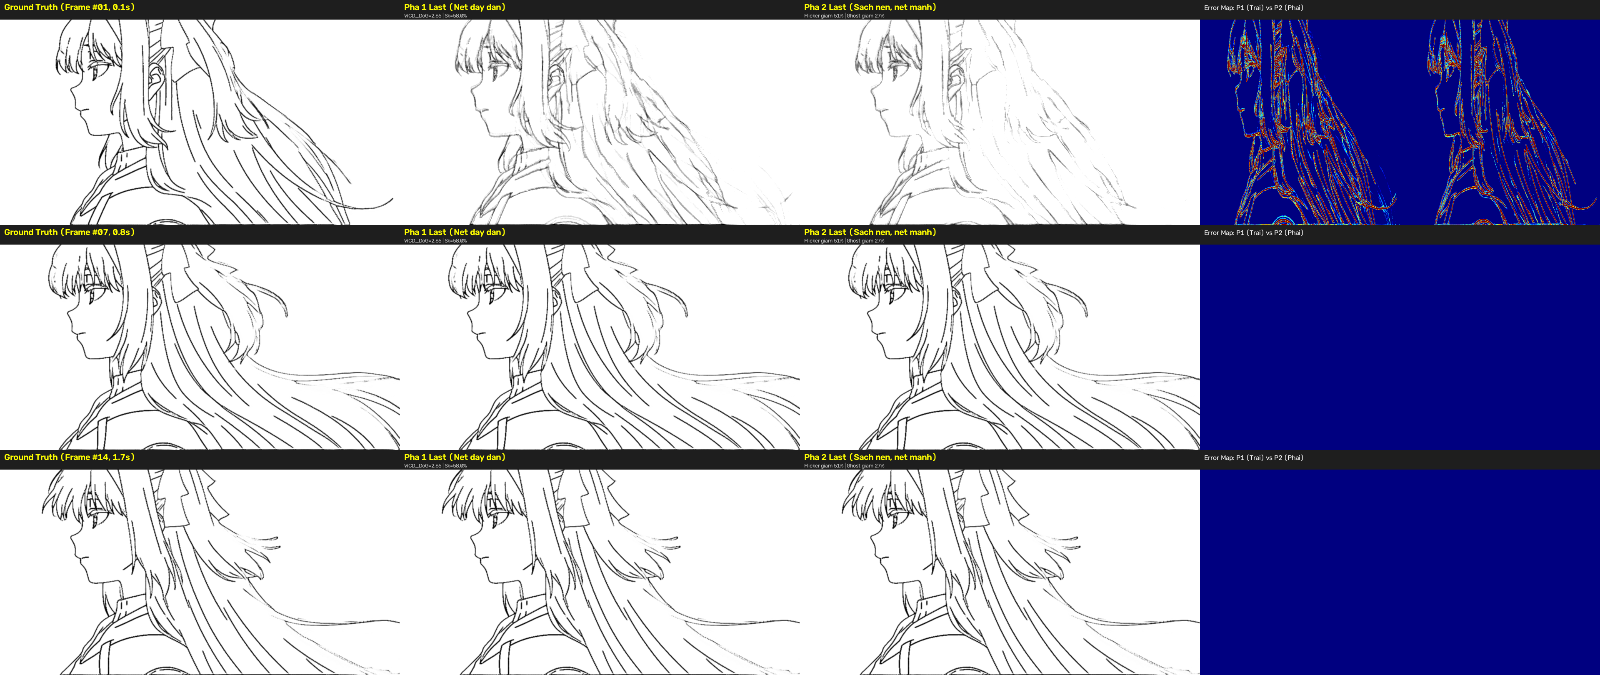 Ground Truth (Frame #01, 0.1s)
Pha 1 Last (Net day dan)
Pha 2 Last (Sach nen, net manh)
Error Map: P1 (Trai) vs P2 (Phai)
Ground Truth (Frame #07, 0.8s)
Pha 1 Last (Net day dan)
Pha 2 Last (Sach nen, net manh)
Error Map: P1 (Trai) vs P2 (Phai)
Ground Truth (Frame #14, 1.7s)
Pha 1 Last (Net day dan)
Pha 2 Last (Sach nen, net manh)
Error Map: P1 (Trai) vs P2 (Phai)